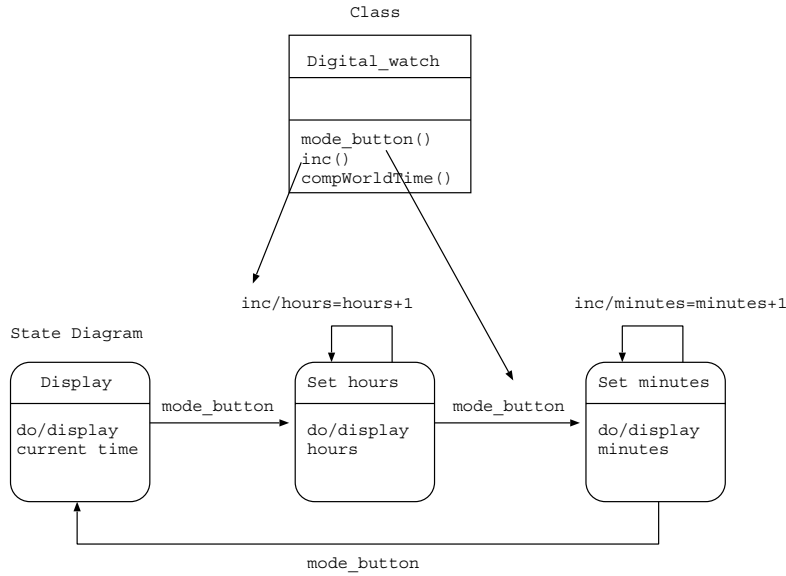 Class
Digital_watch
mode_button()
inc()
compWorldTime()
inc/hours=hours+1
inc/minutes=minutes+1
State Diagram
Display
do/display
current time
mode_button
Set hours
do/display
hours
mode_button
Set minutes
do/display
minutes
mode_button